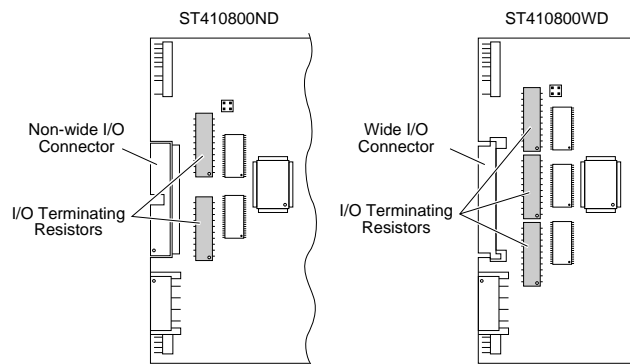 ST410800ND
Non-wide I/O
Connector
I/O Terminating
Resistors
ST410800WD
Wide I/O
Connector
I/O Terminating
Resistors